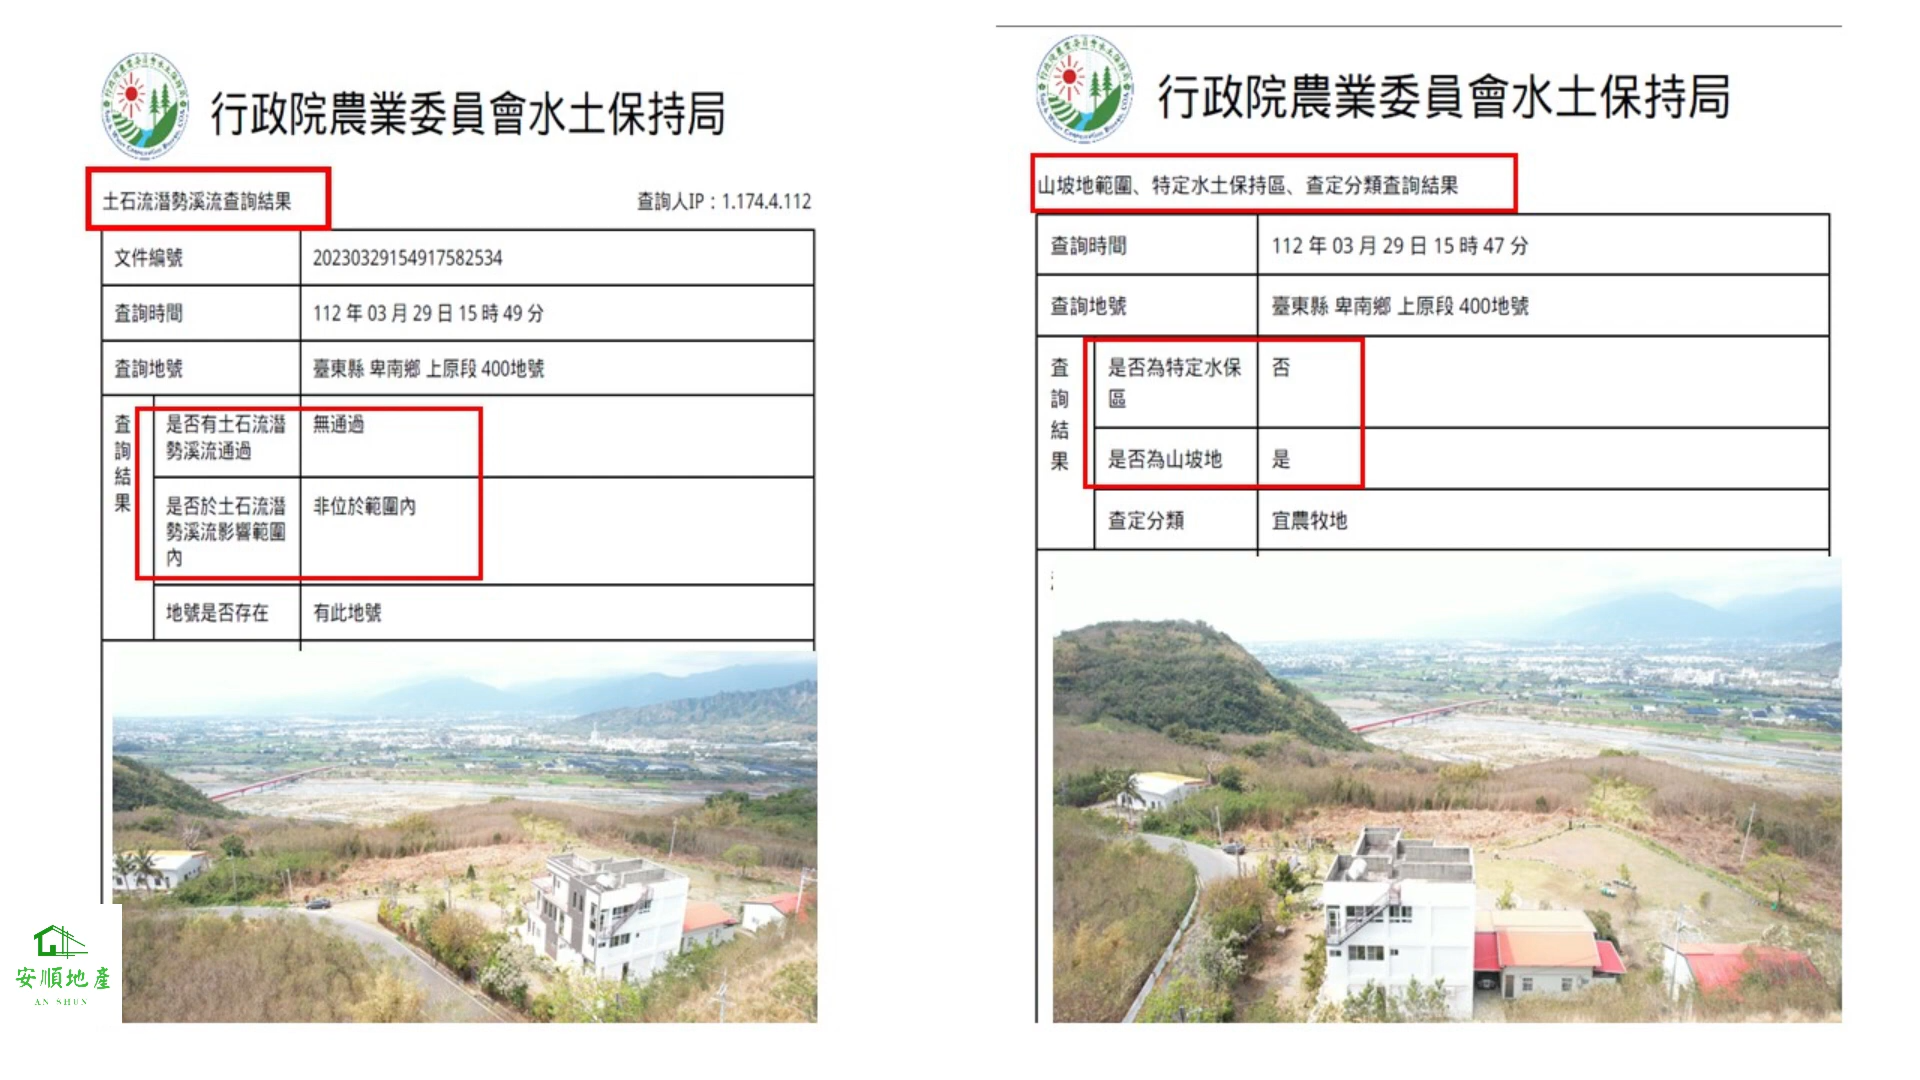 行政院農業委員會水土保持局
土石流潛勢溪流查詢結果
查詢人IP：1.174.4.112
文件編號 20230329154917582534
查詢時間 112 年 03 月 29 日 15 時 49 分
查詢地號 臺東縣 卑南鄉 上原段 400地號
查詢結果
是否有土石流潛勢溪流通過 無通過
是否於土石流潛勢溪流影響範圍內 非位於範圍內
地號是否存在 有此地號
安順地產
AN SHUN
行政院農業委員會水土保持局
山坡地範圍、特定水土保持區、查定分類查詢結果
查詢時間 112 年 03 月 29 日 15 時 47 分
查詢地號 臺東縣 卑南鄉 上原段 400地號
查詢結果
是否為特定水保區 否
是否為山坡地 是
查定分類 宜農牧地